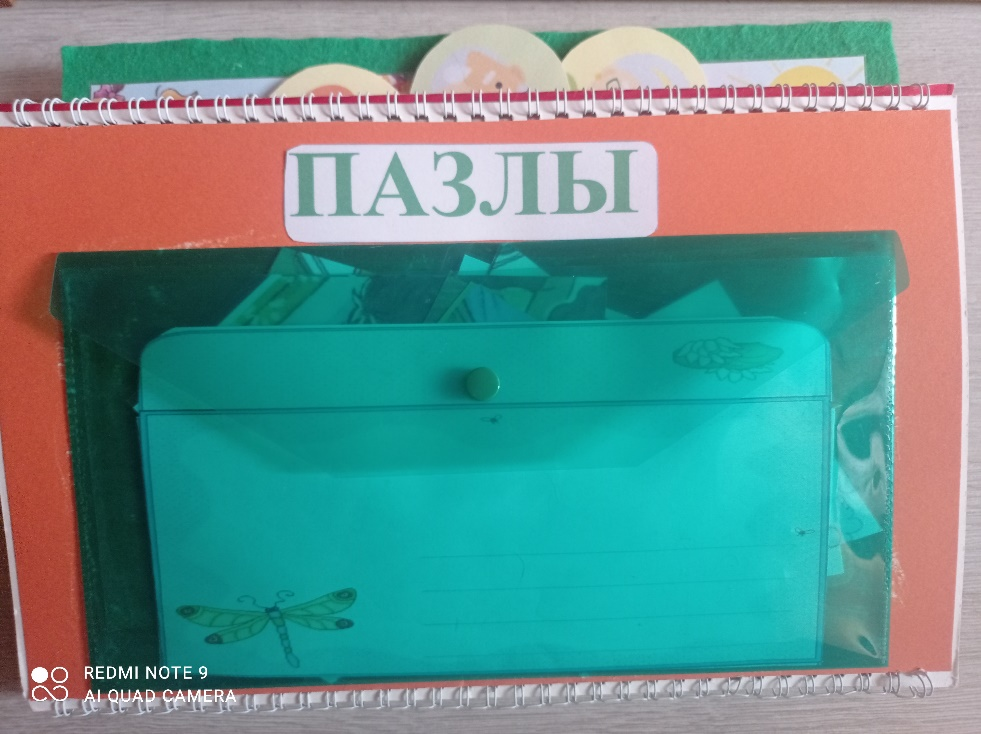 ПАЗЛЫ
REDMI NOTE 9
AI QUAD CAMERA